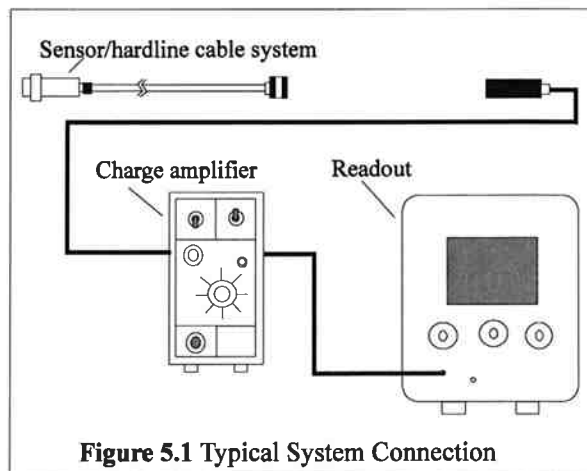 Sensor/hardline cable system
Charge amplifier
Readout
Figure 5.1 Typical System Connection